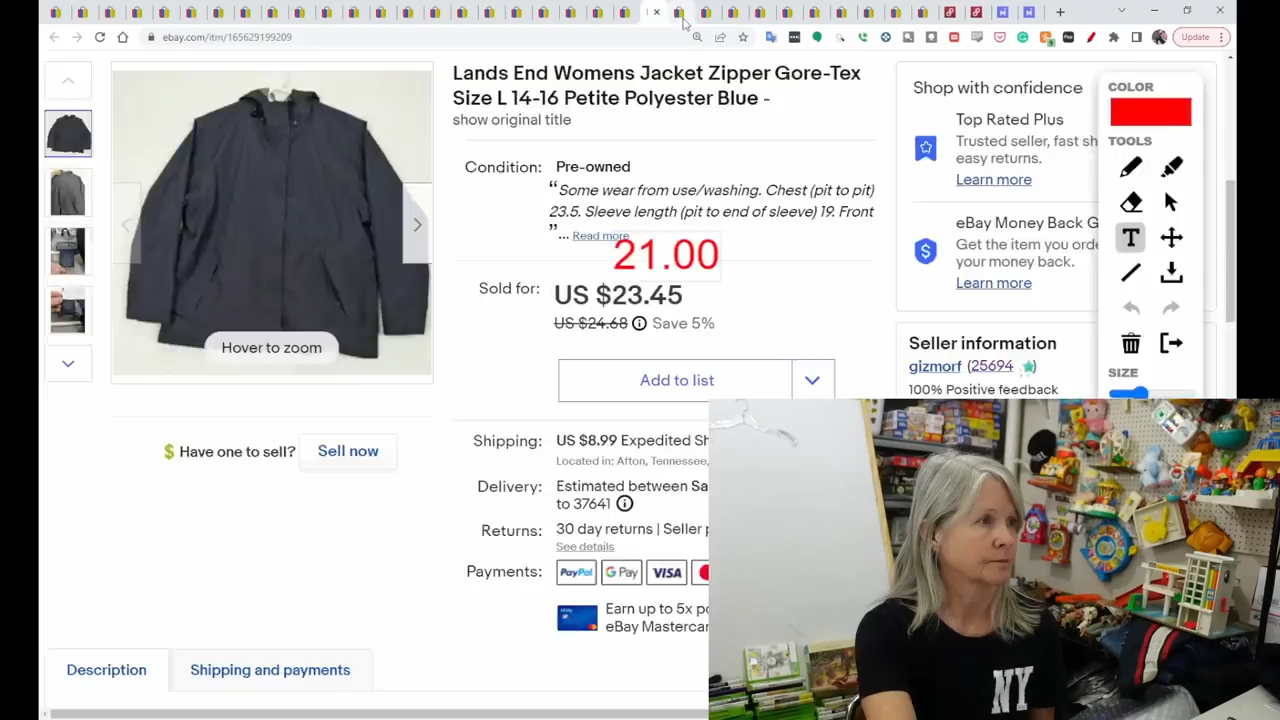 Update
ebay.com/itm/165629199209
Lands End Womens Jacket Zipper Gore-Tex
Size L 14-16 Petite Polyester Blue -
show original title
Condition: Pre-owned
“Some wear from use/washing. Chest (pit to pit)
23.5. Sleeve length (pit to end of sleeve) 19. Front
” ... Read more
21.00
Sold for: US $23.45
US $24.68 Save 5%
Add to list
Hover to zoom
Have one to sell? Sell now
Shipping: US $8.99 Expedited Sh
Located in: Afton, Tennessee,
Delivery: Estimated between Sa
to 37641
Returns: 30 day returns | Seller p
See details
Payments: PayPal G Pay VISA
Earn up to 5x po
eBay Mastercar
Description
Shipping and payments
Shop with confidence
Top Rated Plus
Trusted seller, fast sh
easy returns.
Learn more
eBay Money Back G
Get the item you orde
your money back.
Learn more
Seller information
gizmorf (25694
100% Positive feedback
COLOR
TOOLS
T
SIZE
NY